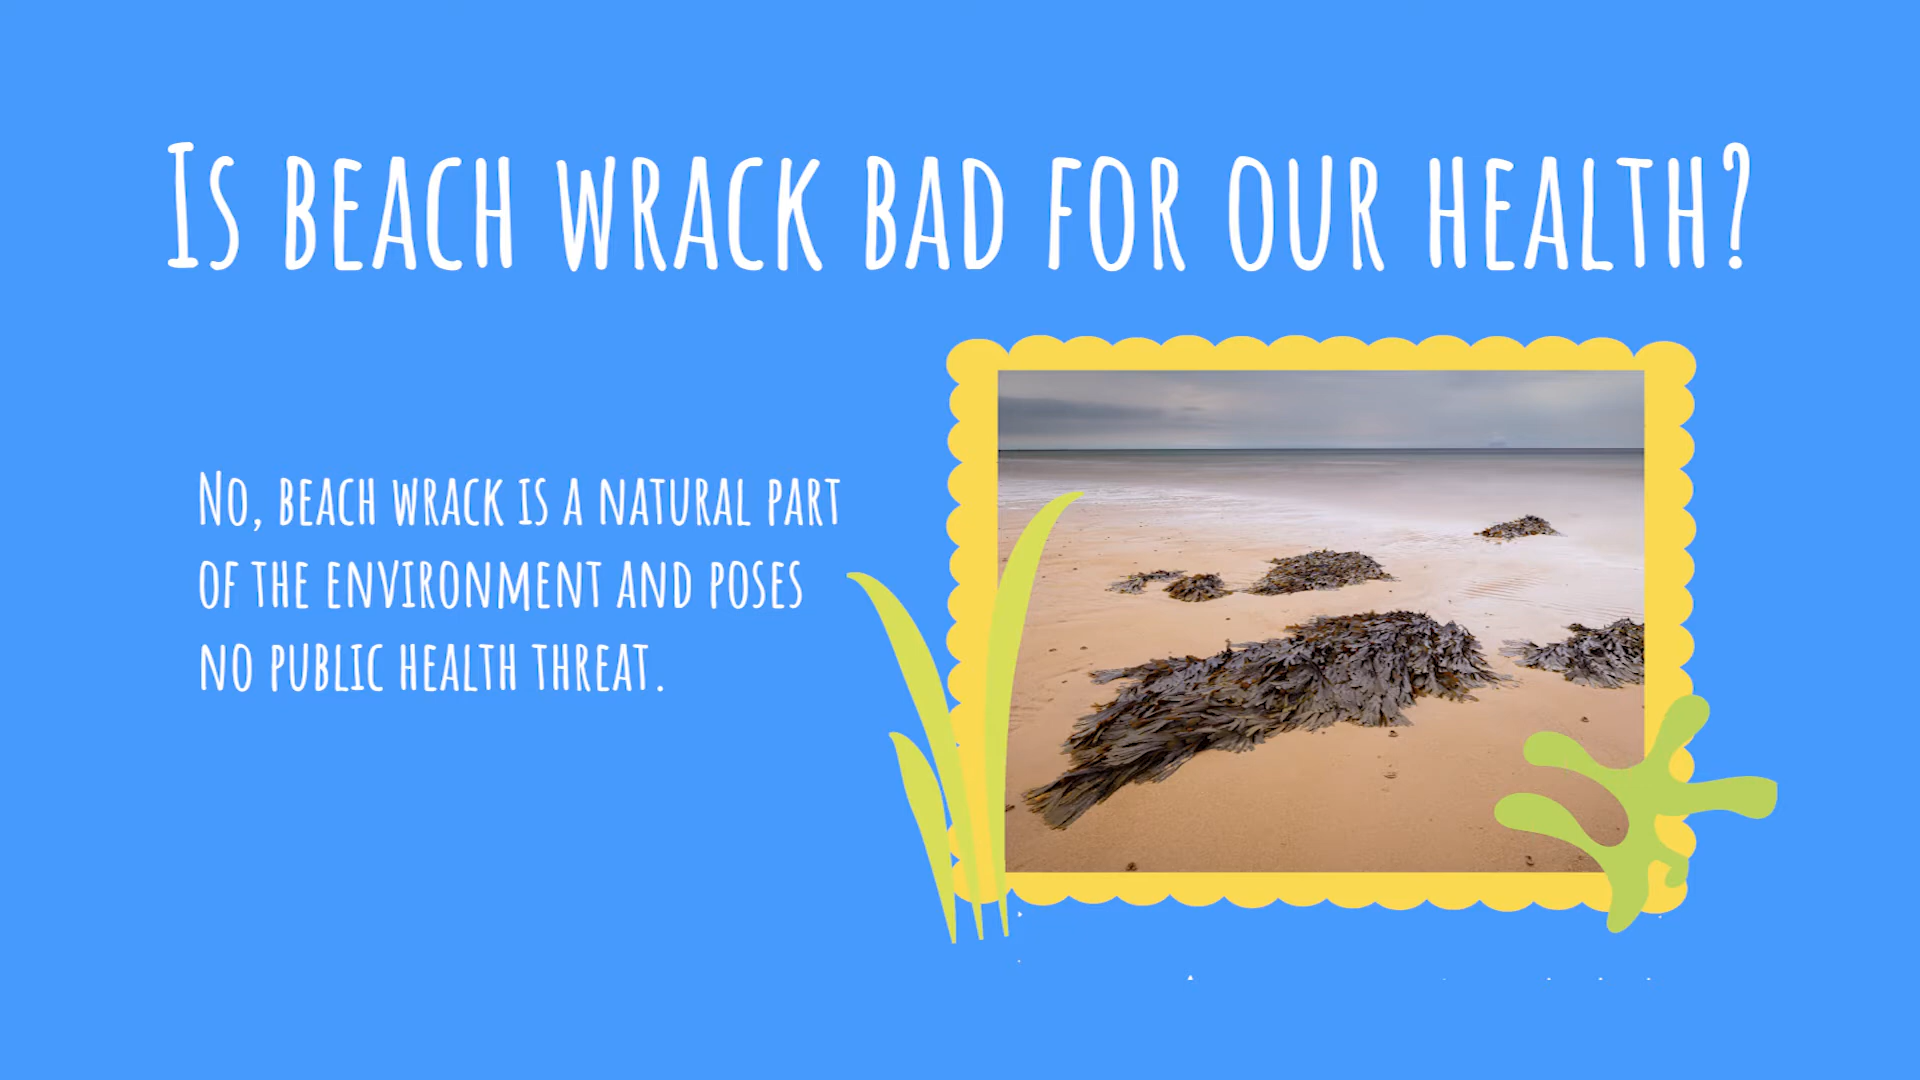 Is beach wrack bad for our health?
No, beach wrack is a natural part
of the environment and poses
no public health threat.